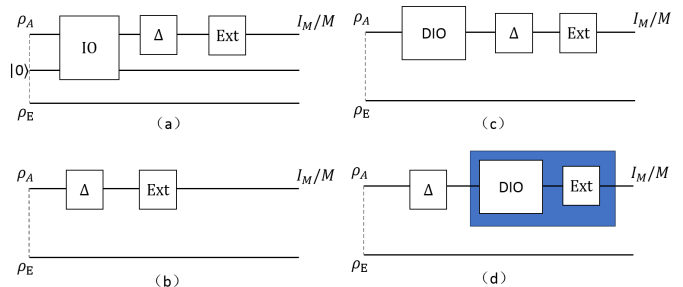 ρ_A IO Δ Ext I_M/M
|0⟩
ρ_E
(a)
ρ_A DIO Δ Ext I_M/M
ρ_E
(c)
ρ_A Δ Ext I_M/M
ρ_E
(b)
ρ_A Δ DIO Ext I_M/M
ρ_E
(d)